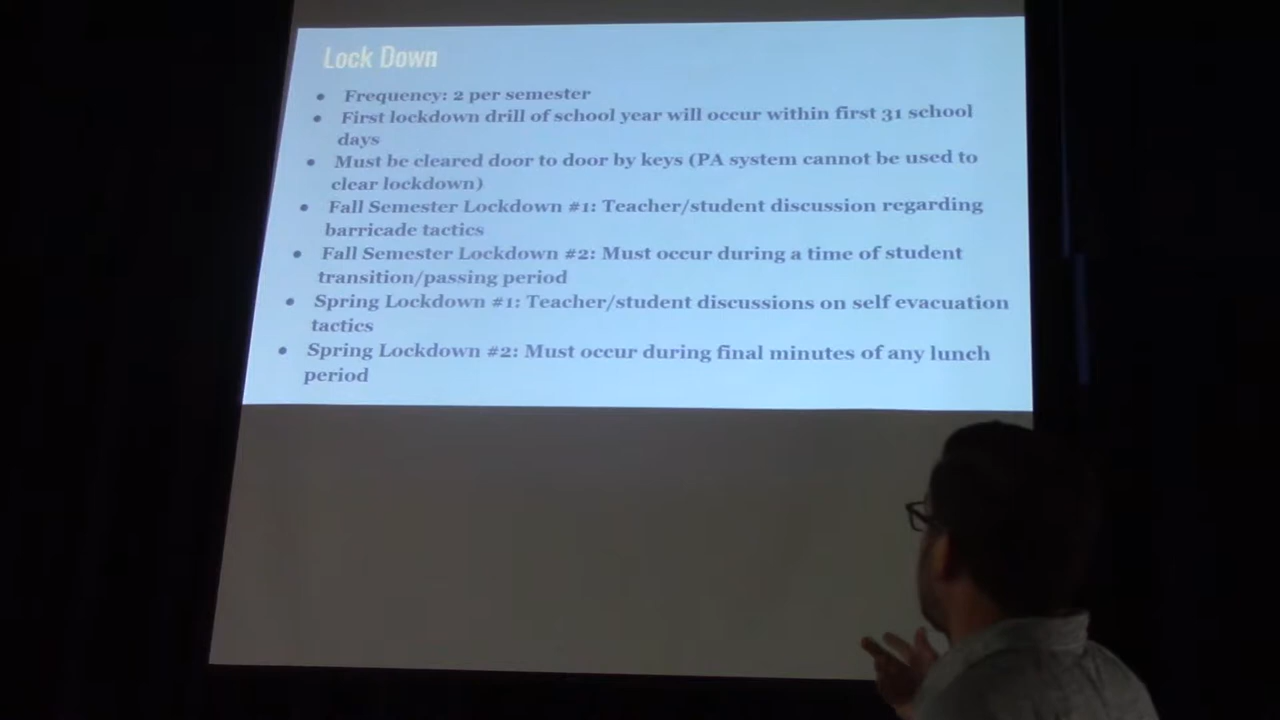 Lock Down
● Frequency: 2 per semester
● First lockdown drill of school year will occur within first 31 school
days
● Must be cleared door to door by keys (PA system cannot be used to
clear lockdown)
● Fall Semester Lockdown #1: Teacher/student discussion regarding
barricade tactics
● Fall Semester Lockdown #2: Must occur during a time of student
transition/passing period
● Spring Lockdown #1: Teacher/student discussions on self evacuation
tactics
● Spring Lockdown #2: Must occur during final minutes of any lunch
period